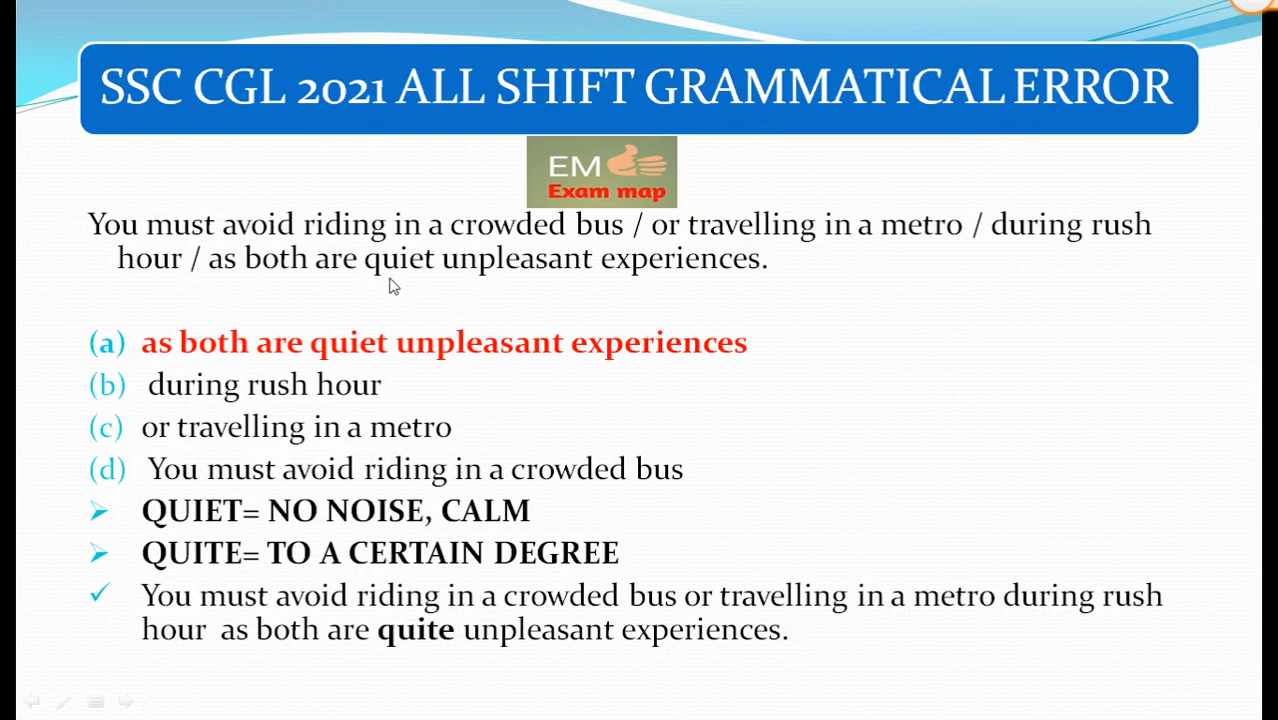 SSC CGL 2021 ALL SHIFT GRAMMATICAL ERROR
EM
Exam map
You must avoid riding in a crowded bus / or travelling in a metro / during rush
hour / as both are quiet unpleasant experiences.
(a) as both are quiet unpleasant experiences
(b) during rush hour
(c) or travelling in a metro
(d) You must avoid riding in a crowded bus
➢ QUIET= NO NOISE, CALM
➢ QUITE= TO A CERTAIN DEGREE
✓ You must avoid riding in a crowded bus or travelling in a metro during rush
hour as both are quite unpleasant experiences.